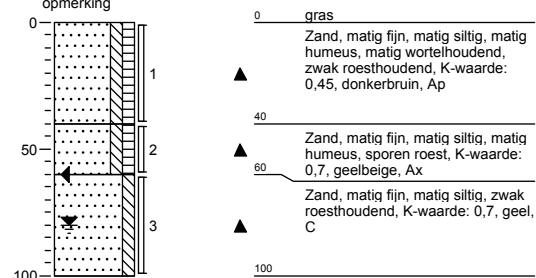 opmerking
0
50
100
1
2
3
0
gras
Zand, matig fijn, matig siltig, matig
humeus, matig wortelhoudend,
zwak roesthoudend, K-waarde:
0,45, donkerbruin, Ap
40
Zand, matig fijn, matig siltig, matig
humeus, sporen roest, K-waarde:
0,7, geelbeige, Ax
60
Zand, matig fijn, matig siltig, zwak
roesthoudend, K-waarde: 0,7, geel,
C
100